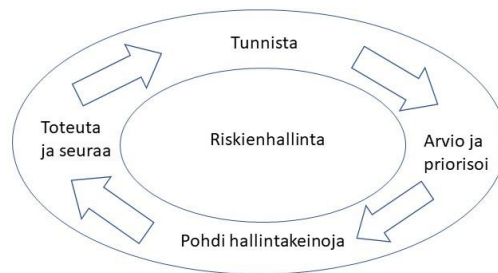 Tunnista
Arvio ja
priorisoi
Pohdi hallintakeinoja
Toteuta
ja seuraa
Riskienhallinta